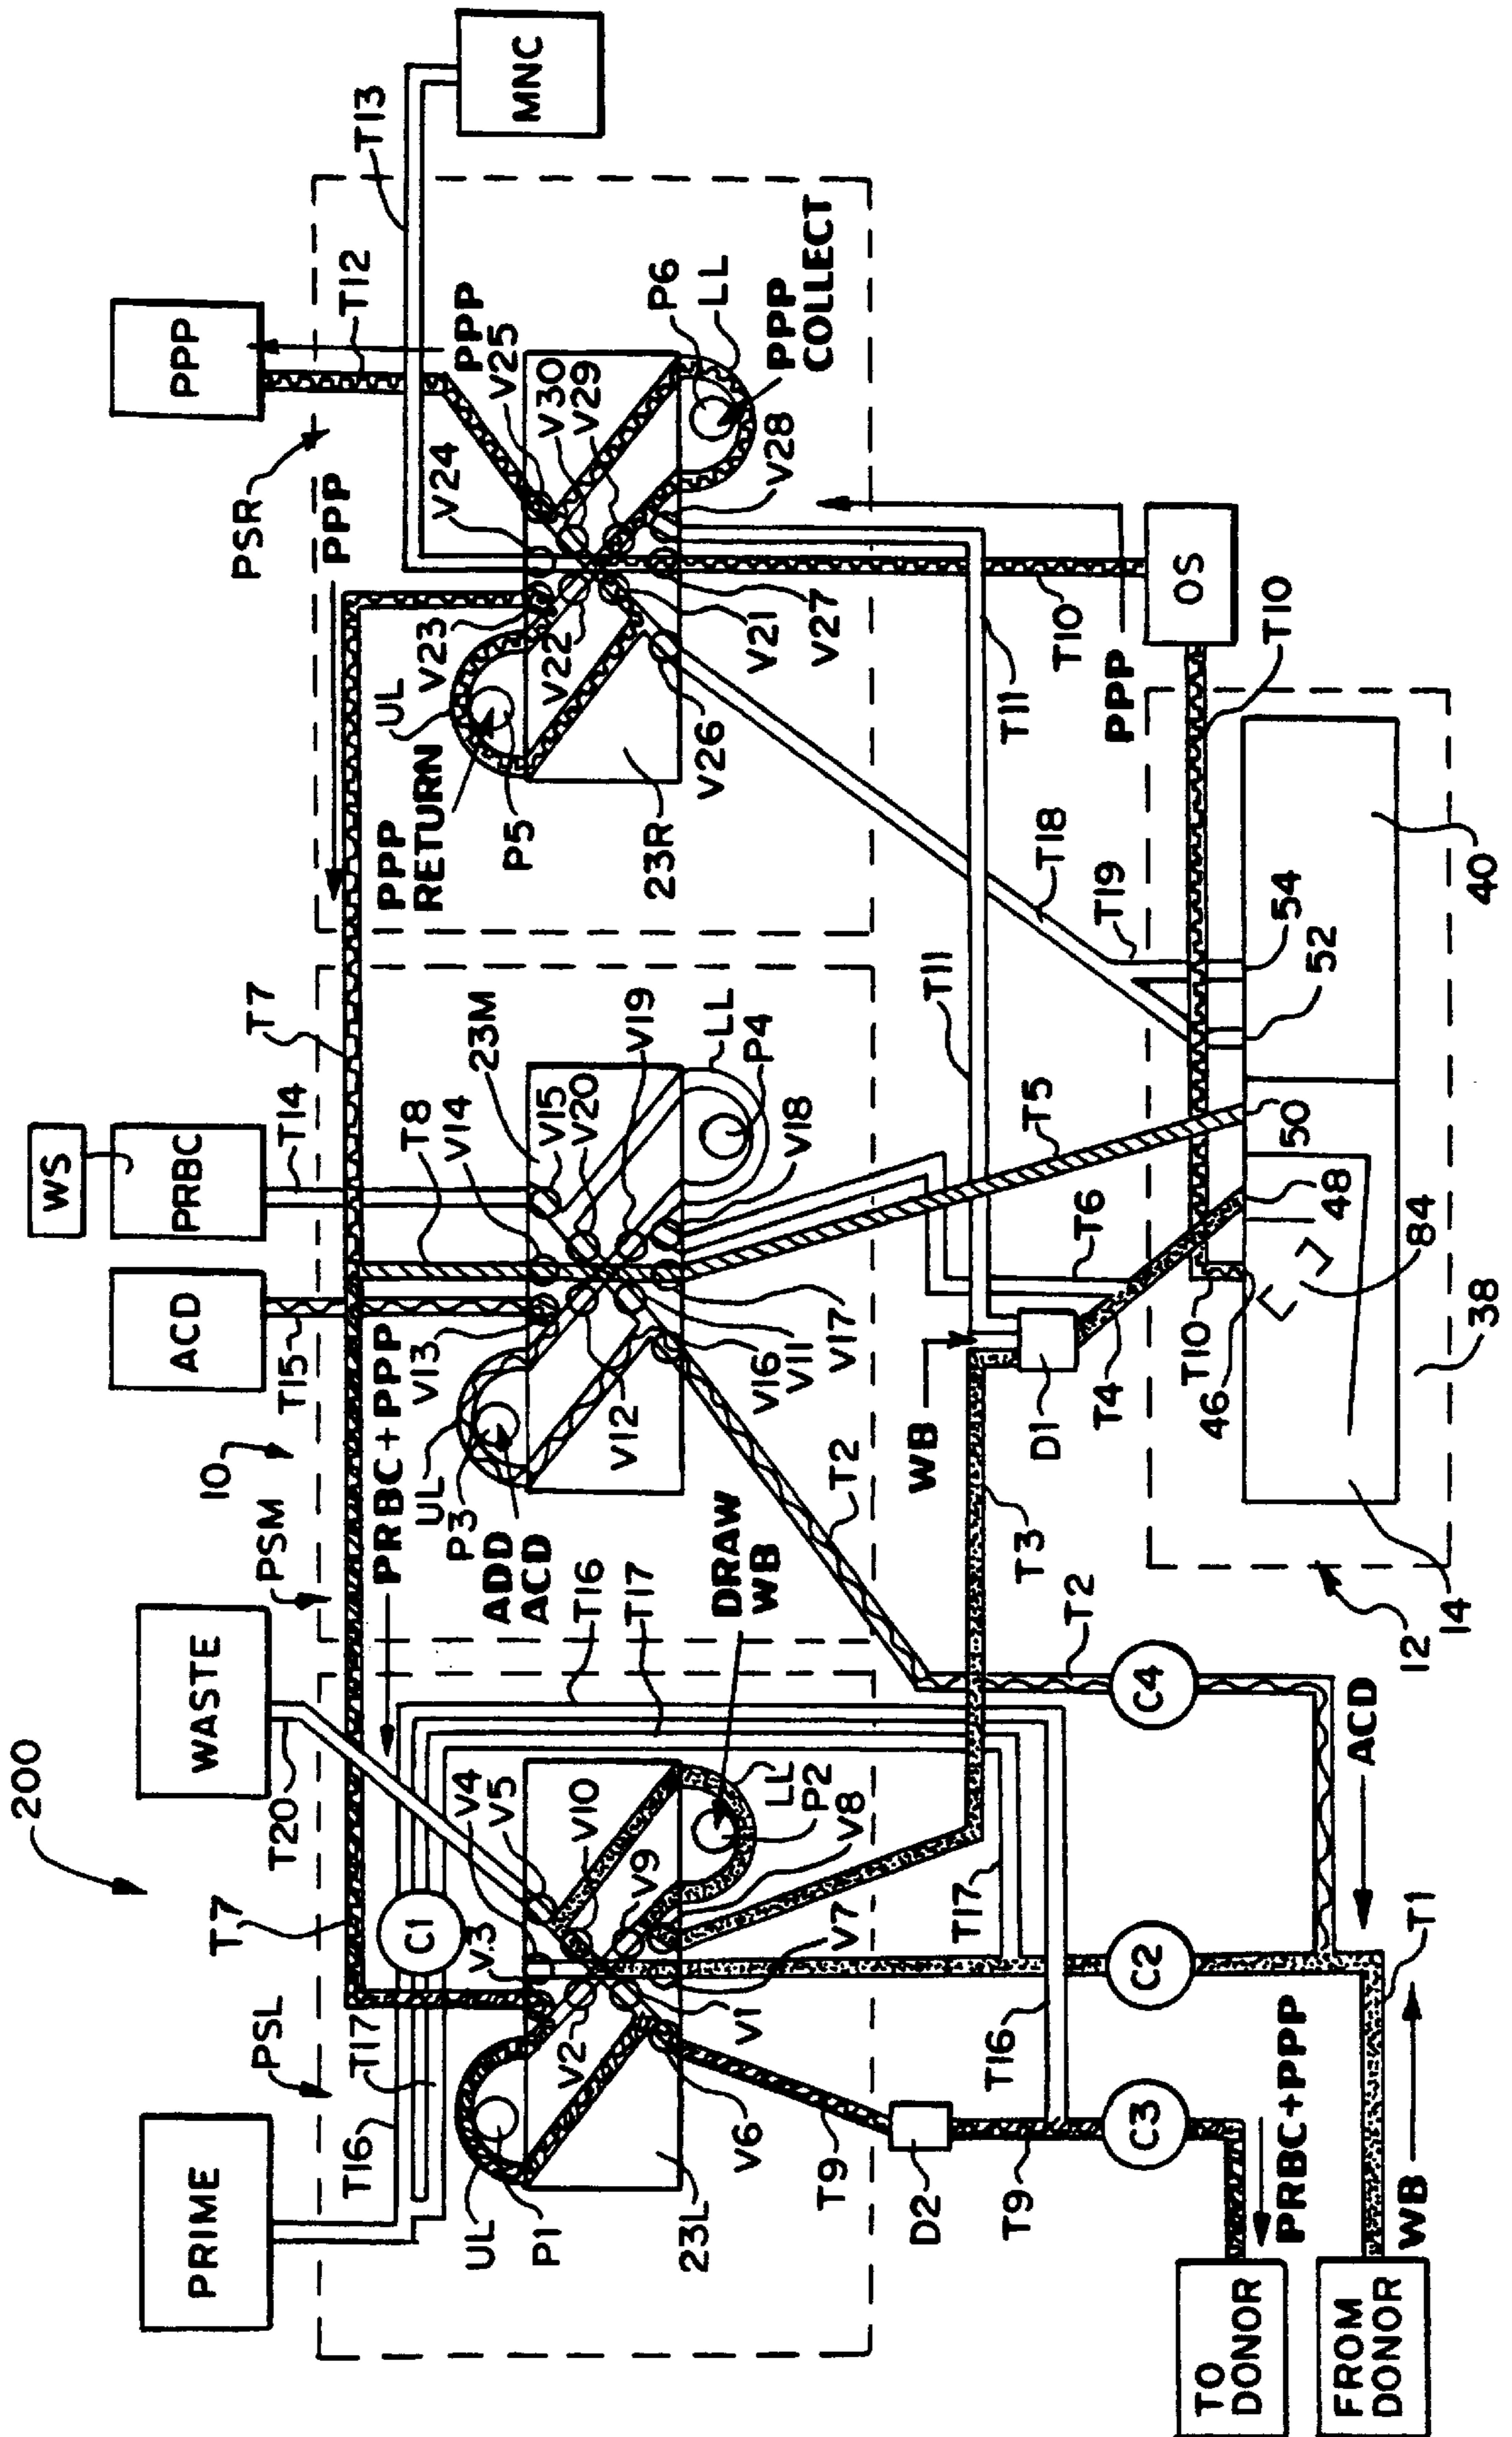 200
PRIME
PSL
T16
T17
C1
T7
WASTE
T20
PSM
10
ACD
T15
PRBC
WS
T14
T7
PSR
PPP
T12
T13
MNC
PPP
PPP
PRBC+PPP
UL
P1
V3
V4
V5
V10
V9
V2
V1
V6
V7
V8
23L
LL
P2
DRAW
WB
T16
T17
UL
P3
ADD
ACD
V13
T8
V14
V15
V20
V19
V12
V11
V16
V17
V18
23M
LL
P4
PPP
RETURN
UL
P5
V23
V24
V25
V30
V29
V22
V21
V26
V27
V28
23R
P6
LL
PPP
COLLECT
T9
D2
T9
T16
T17
C3
C2
C4
T2
T2
T3
WB
D1
T4
T6
T5
T11
T11
T18
T19
T10
PPP
OS
T10
TO
DONOR
PRBC+PPP
FROM
DONOR
WB
T1
ACD
12
14
38
T10
46
84
48
50
52
54
40